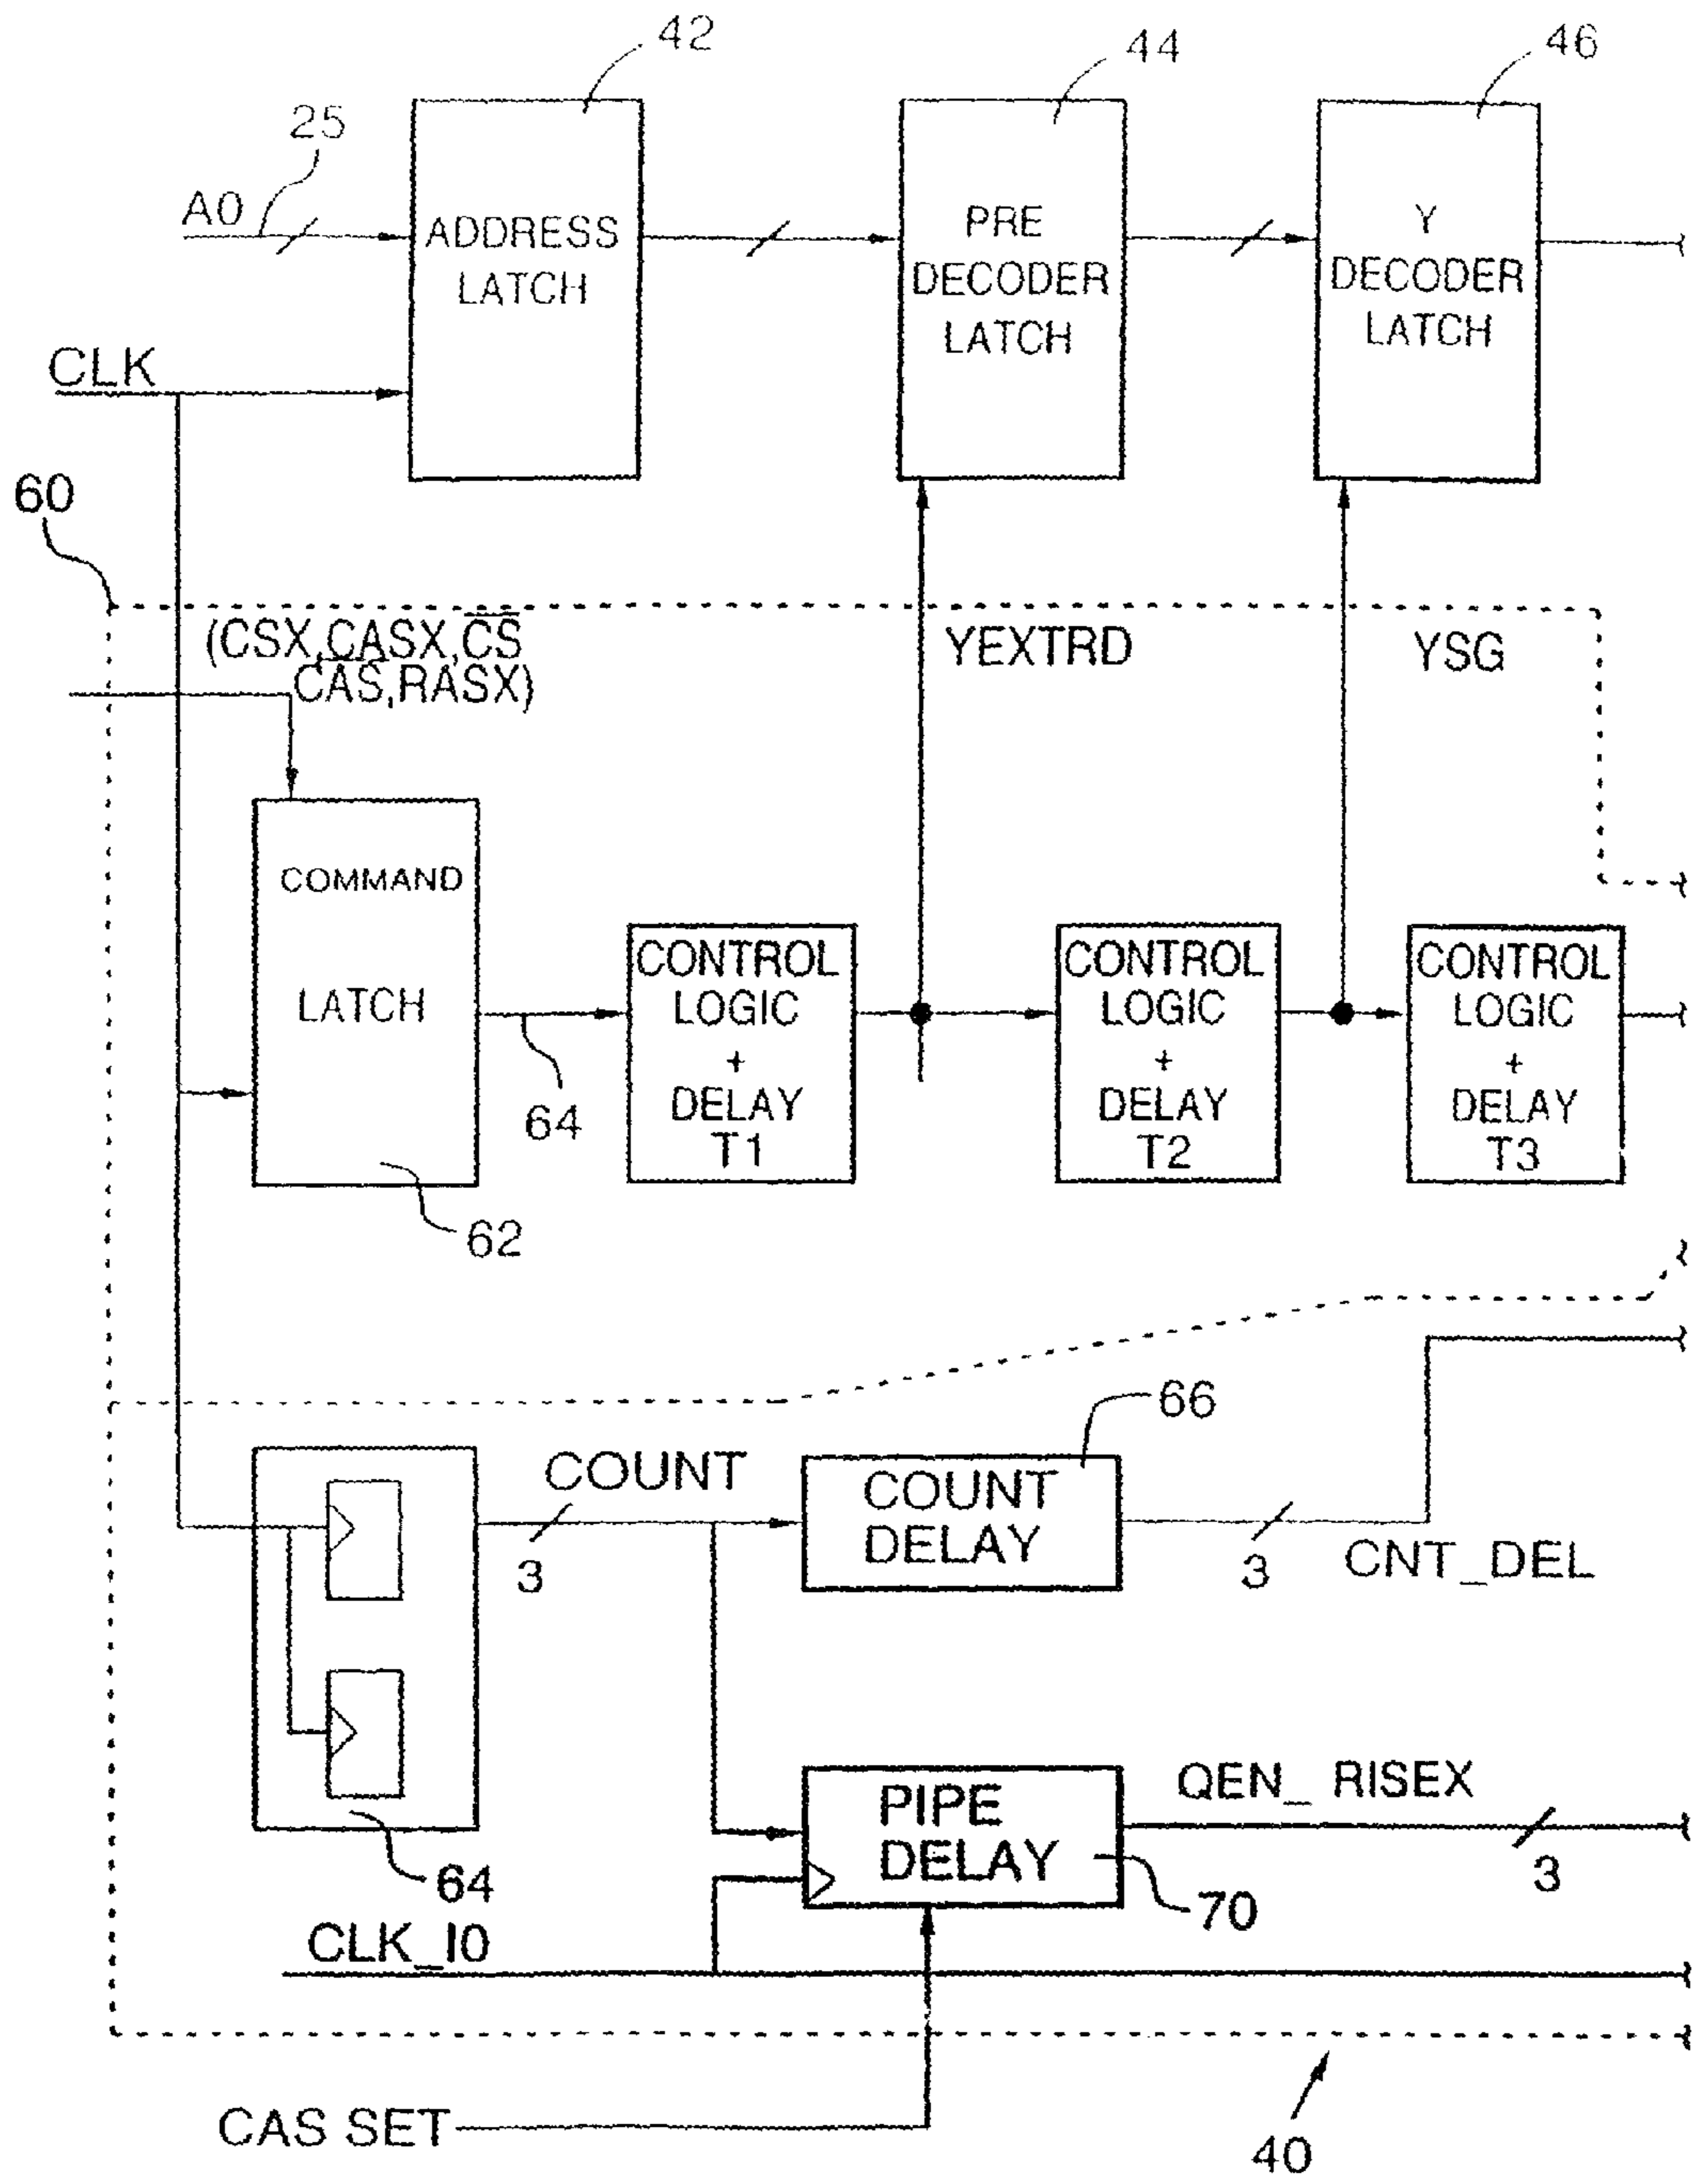 42
44
46
25
A0
ADDRESS
LATCH
PRE
DECODER
LATCH
Y
DECODER
LATCH
CLK
60
(CSX,CASX,C̅S̅
C̅A̅S̅,RASX)
YEXTRD
YSG
COMMAND
LATCH
64
62
CONTROL
LOGIC
+
DELAY
T1
CONTROL
LOGIC
+
DELAY
T2
CONTROL
LOGIC
+
DELAY
T3
66
COUNT
3
COUNT
DELAY
3
CNT_DEL
64
PIPE
DELAY
70
QEN_ RISEX
3
CLK_I0
CAS SET
40